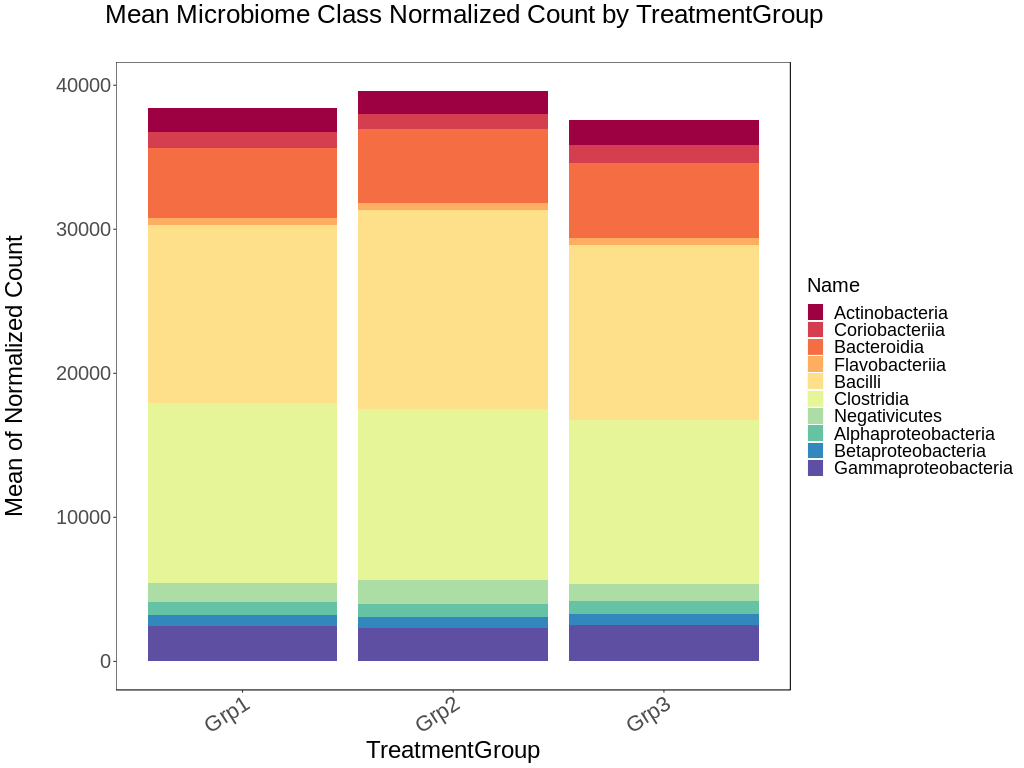 Mean Microbiome Class Normalized Count by TreatmentGroup
Mean of Normalized Count
40000
30000
20000
10000
0
Grp1
Grp2
Grp3
TreatmentGroup
Name
Actinobacteria
Coriobacteriia
Bacteroidia
Flavobacteriia
Bacilli
Clostridia
Negativicutes
Alphaproteobacteria
Betaproteobacteria
Gammaproteobacteria